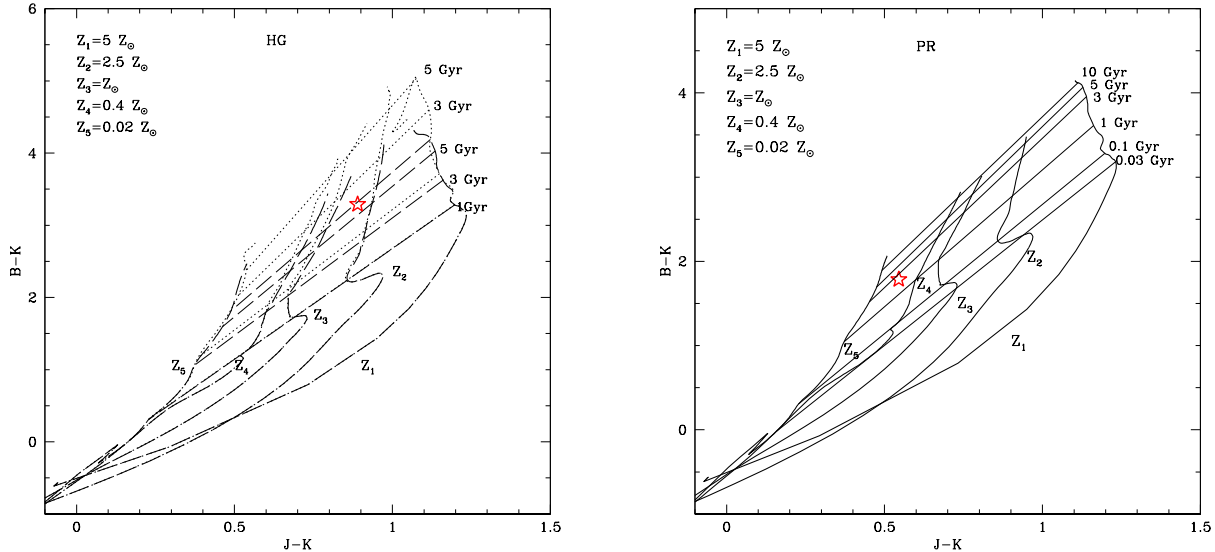 HG
Z₁=5 Z⊙
Z₂=2.5 Z⊙
Z₃=Z⊙
Z₄=0.4 Z⊙
Z₅=0.02 Z⊙
5 Gyr
3 Gyr
5 Gyr
3 Gyr
1Gyr
Z₂
Z₃
Z₅
Z₄
Z₁
6
4
2
0
B-K
0
0.5
1
1.5
J-K
PR
Z₁=5 Z⊙
Z₂=2.5 Z⊙
Z₃=Z⊙
Z₄=0.4 Z⊙
Z₅=0.02 Z⊙
10 Gyr
5 Gyr
3 Gyr
1 Gyr
0.1 Gyr
0.03 Gyr
Z₂
Z₄
Z₃
Z₁
Z₅
4
2
0
B-K
0
0.5
1
1.5
J-K